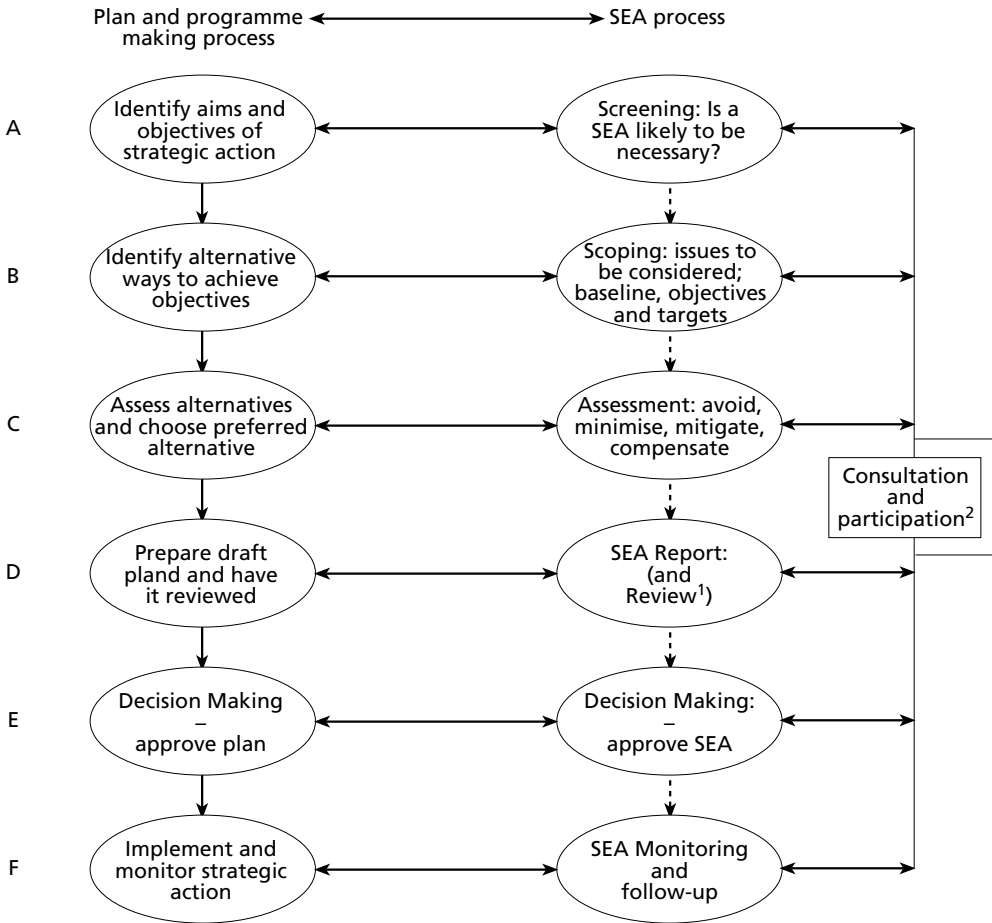 Plan and programme
making process
SEA process
A
Identify aims and
objectives of
strategic action
Screening: Is a
SEA likely to be
necessary?
B
Identify alternative
ways to achieve
objectives
Scoping: issues to
be considered;
baseline, objectives
and targets
C
Assess alternatives
and choose preferred
alternative
Assessment: avoid,
minimise, mitigate,
compensate
Consultation
and
participation²
D
Prepare draft
pland and have
it reviewed
SEA Report:
(and
Review¹)
E
Decision Making
–
approve plan
Decision Making:
–
approve SEA
F
Implement and
monitor strategic
action
SEA Monitoring
and
follow-up